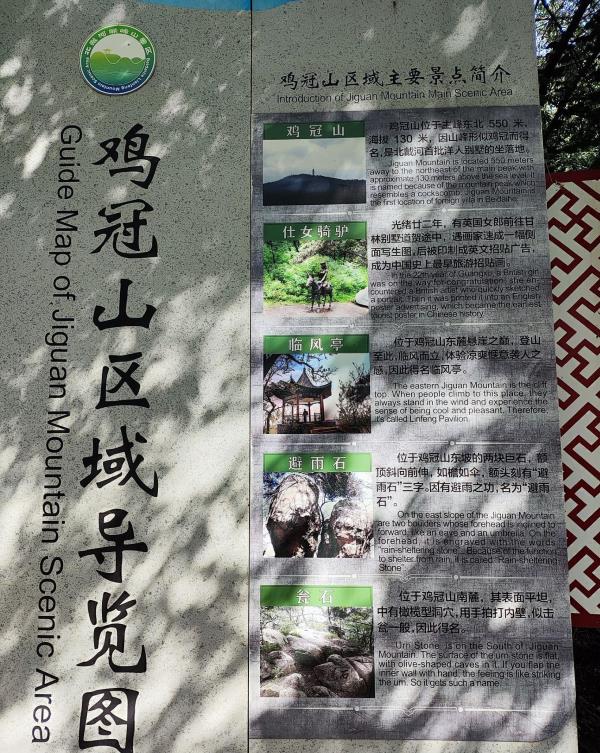 鸡冠山区域导览图
Guide Map of Jiguan Mountain Scenic Area
鸡冠山区域主要景点简介
Introduction of Jiguan Mountain Main Scenic Area
鸡冠山
鸡冠山位于主峰东北 550 米,
海拔 130 米,因山峰形似鸡冠而得
名,是北戴河首批洋人别墅的坐落地。
Jiguan Mountain is located 550 meters
away to the northeast of the main peak with
approximate 130 meters above the sea level. It
is named because of the mountain peak which
resembles a cockscomb. Jiguan Mountain is
the first location of foreign villa in Beidaihe.
仕女骑驴
光绪廿二年,有英国女郎前往甘
林别墅道贺途中,遇画家速成一幅侧
面写生图,后被印制成英文招贴广告,
成为中国史上最早旅游招贴画。
In the 22th year of Guangxu, a British girl
was on the way for congratulation, she en-
countered a British artist who quickly sketched
a portrait. Then it was printed into an English
poster advertising, which became the earliest
tourist poster in Chinese history.
临风亭
位于鸡冠山东麓悬崖之巅,登山
至此,临风而立,体验凉爽惬意袭人之
感,因此得名临风亭。
The eastern Jiguan Mountain is the cliff
top. When people climb to this place, they
always stand in the wind and experience the
sense of being cool and pleasant. Therefore,
it's called Linfeng Pavilion.
避雨石
位于鸡冠山东坡的两块巨石,额
顶斜向前伸,如檐如伞,额头刻有“避
雨石”三字。因有避雨之功,名为“避雨
石”。
On the east slope of the Jiguan Mountain
are two boulders whose forehead is inclined to
forward, like an eave and an umbrella. On the
forehead, it is engraved with the words
"rain-sheltering stone". Because of the function
to shelter from rain, it is called "Rain-sheltering
Stone".
瓮石
位于鸡冠山南麓,其表面平坦,
中有橄榄型洞穴,用手拍打内壁,似击
瓮一般,因此得名。
Urn Stone, is on the South of Jiguan
Mountain. The surface of the urn stone is flat,
with olive-shaped caves in it. If you flap the
inner wall with hand, the feeling is like striking
the urn. So it gets such a name.